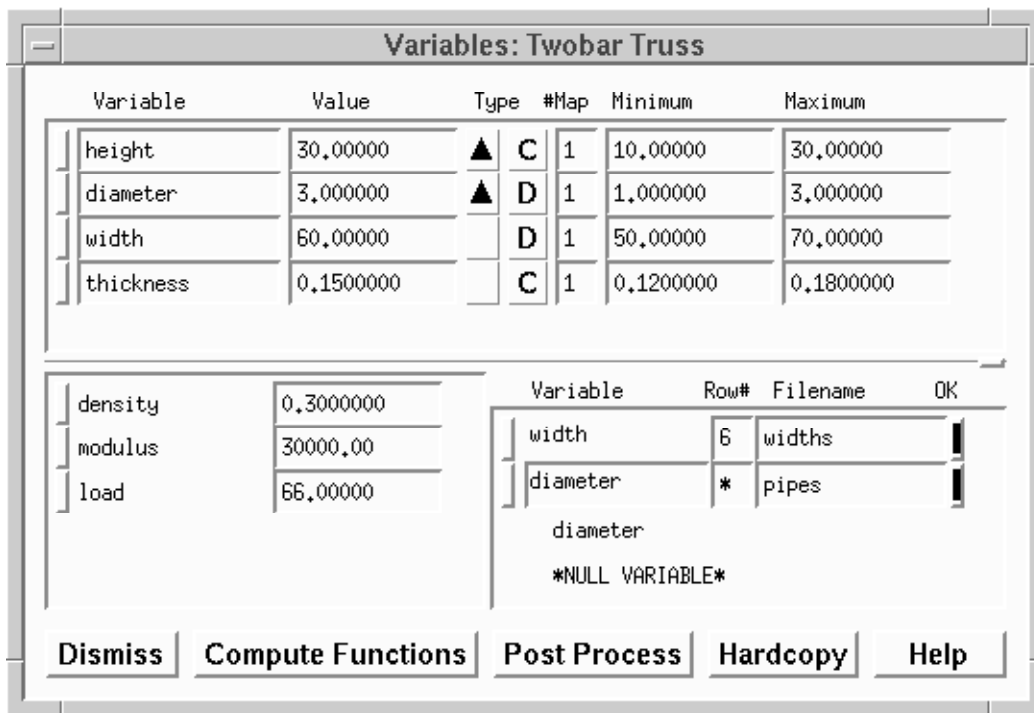 Variables: Twobar Truss
Variable Value Type #Map Minimum Maximum
height 30.00000 ▲ C 1 10.00000 30.00000
diameter 3.000000 ▲ D 1 1.000000 3.000000
width 60.00000 D 1 50.00000 70.00000
thickness 0.1500000 C 1 0.1200000 0.1800000
density 0.3000000
modulus 30000.00
load 66.00000
Variable Row# Filename OK
width 6 widths
diameter * pipes
diameter
*NULL VARIABLE*
Dismiss Compute Functions Post Process Hardcopy Help